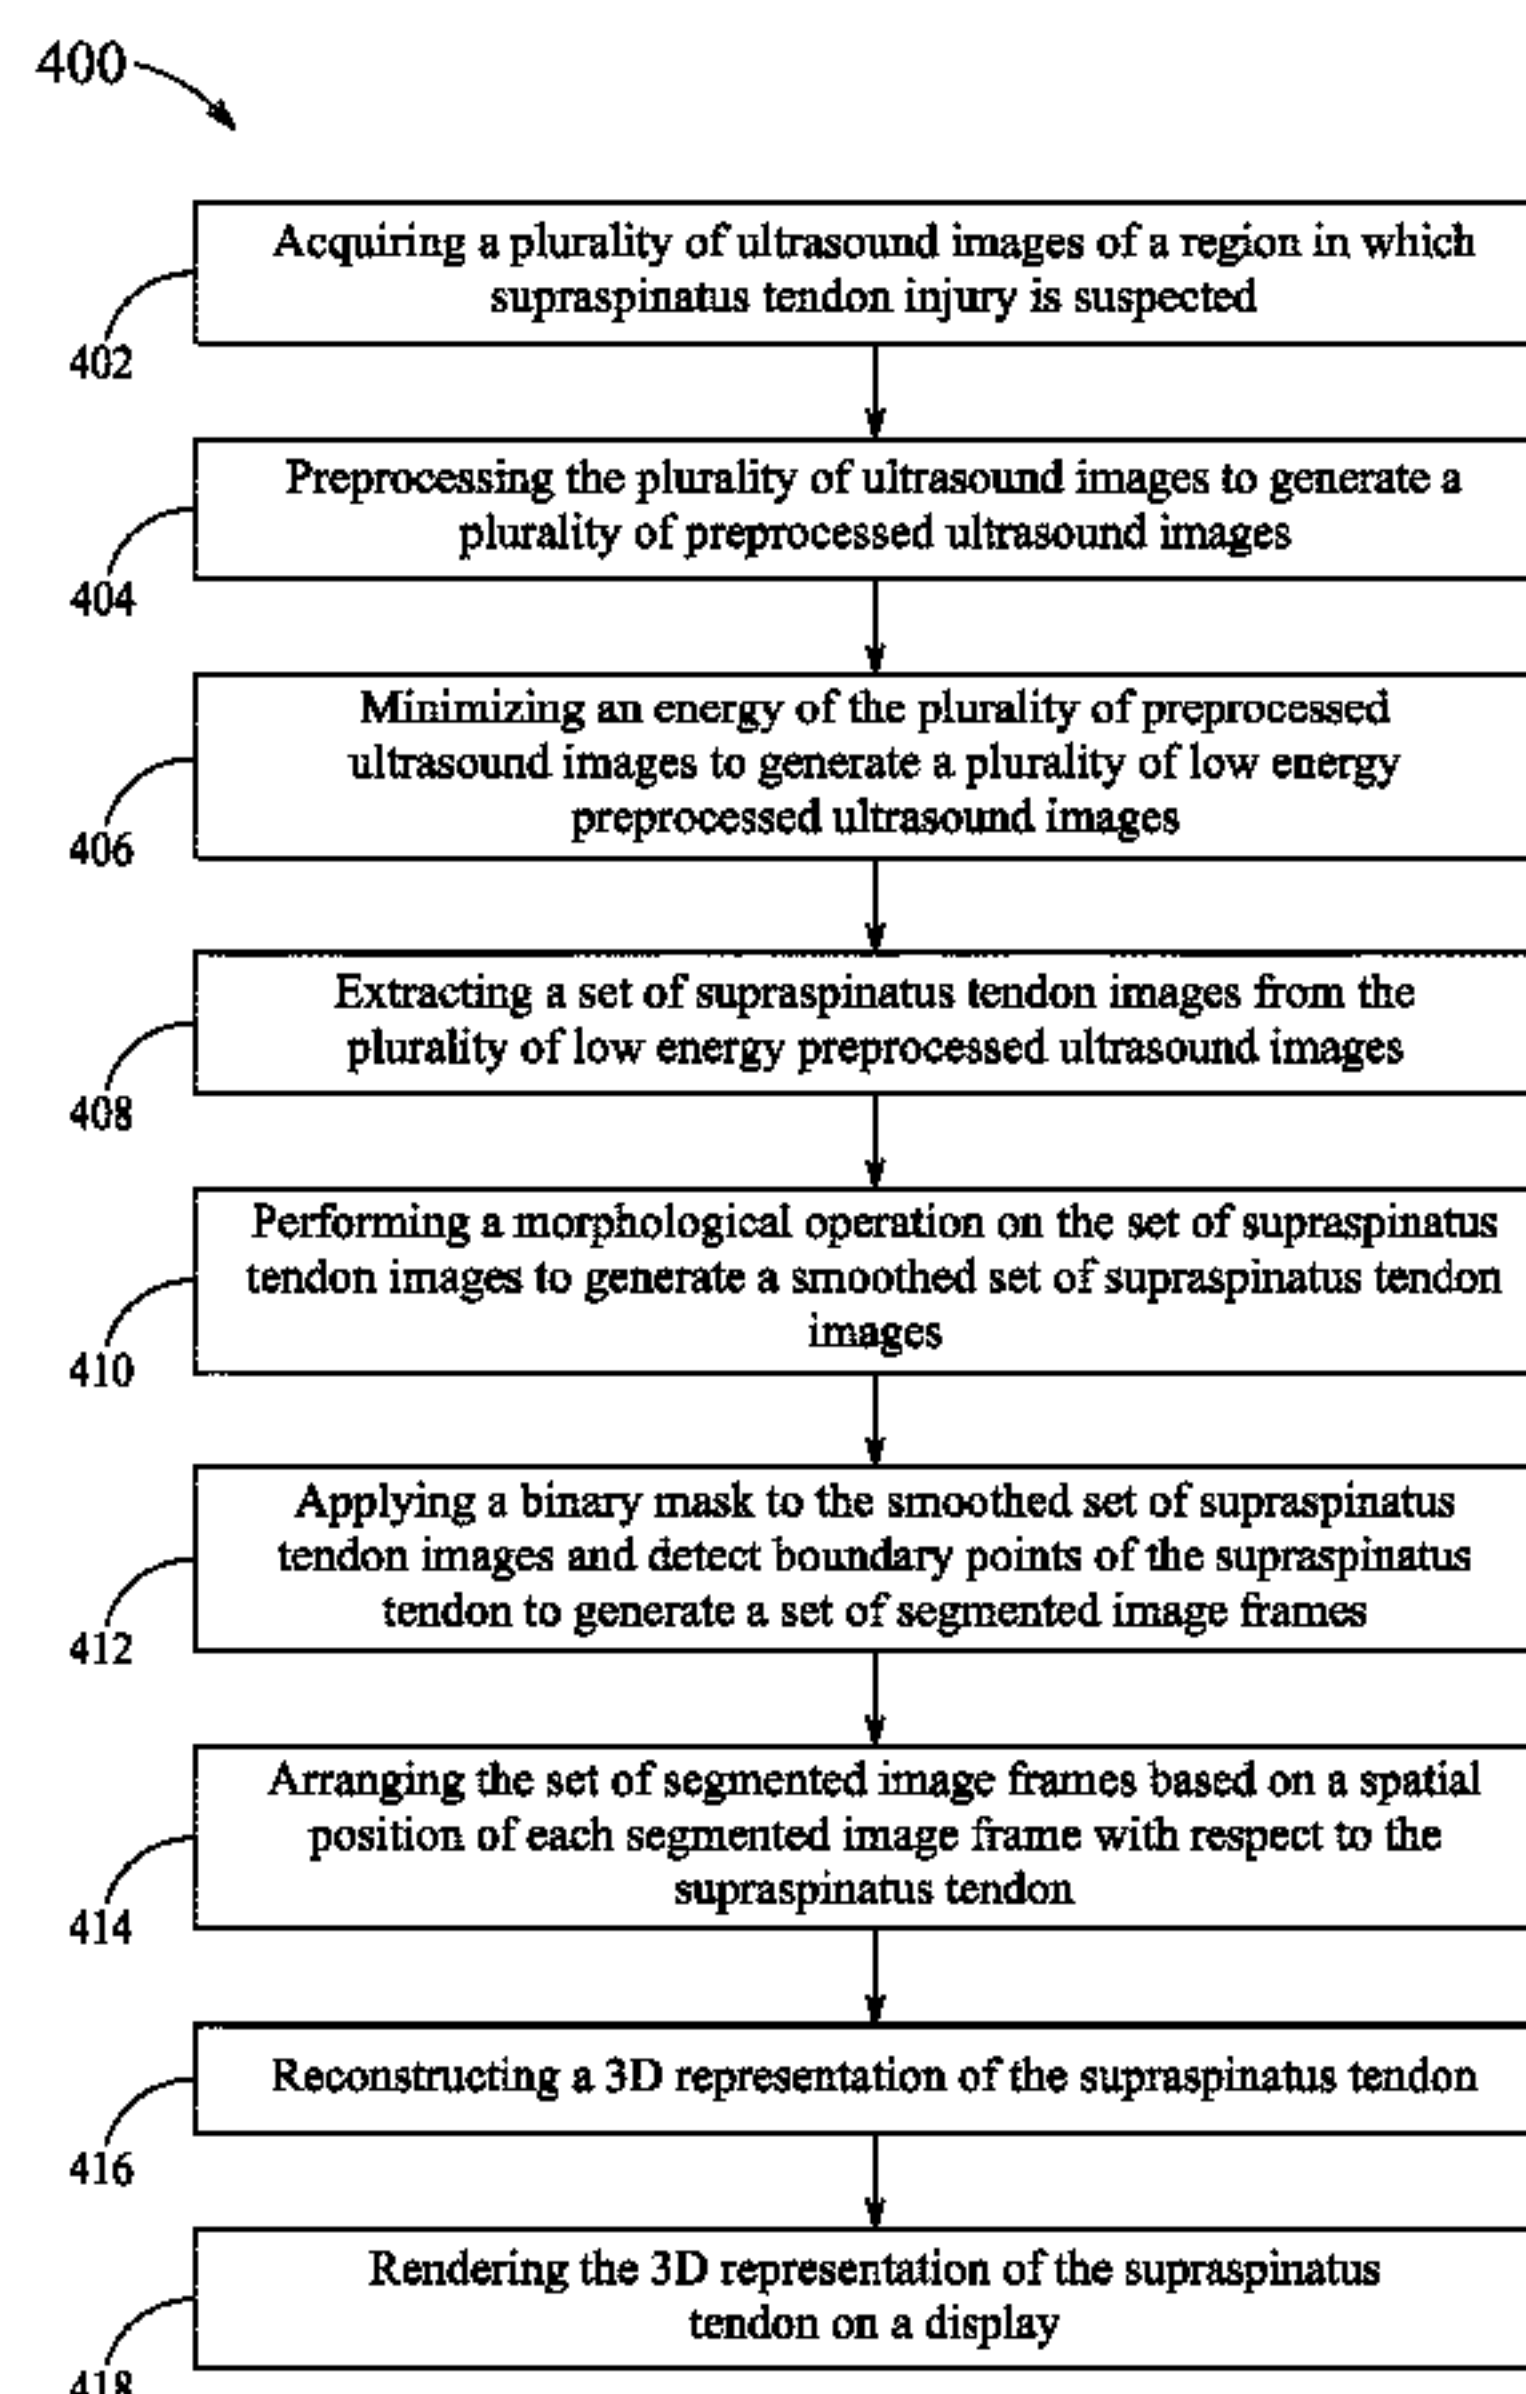 400
Acquiring a plurality of ultrasound images of a region in which
supraspinatus tendon injury is suspected
402
Preprocessing the plurality of ultrasound images to generate a
plurality of preprocessed ultrasound images
404
Minimizing an energy of the plurality of preprocessed
ultrasound images to generate a plurality of low energy
preprocessed ultrasound images
406
Extracting a set of supraspinatus tendon images from the
plurality of low energy preprocessed ultrasound images
408
Performing a morphological operation on the set of supraspinatus
tendon images to generate a smoothed set of supraspinatus tendon
images
410
Applying a binary mask to the smoothed set of supraspinatus
tendon images and detect boundary points of the supraspinatus
tendon to generate a set of segmented image frames
412
Arranging the set of segmented image frames based on a spatial
position of each segmented image frame with respect to the
supraspinatus tendon
414
Reconstructing a 3D representation of the supraspinatus tendon
416
Rendering the 3D representation of the supraspinatus
tendon on a display
418